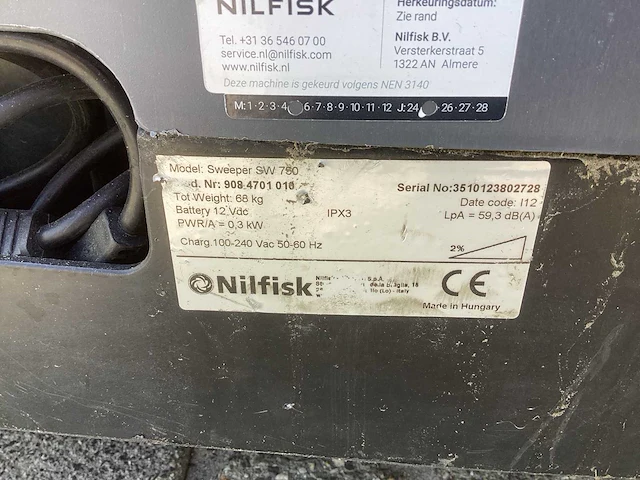 NILFISK
Tel. +31 36 546 07 00
service.nl@nilfisk.com
www.nilfisk.nl
Herkeuringsdatum:
Zie rand
Nilfisk B.V.
Versterkerstraat 5
1322 AN Almere
Deze machine is gekeurd volgens NEN 3140
M:1·2·3·4 6·7·8·9·10·11·12 J:24 26·27·28
Model: Sweeper SW 750
d. Nr: 908 4701 010
Serial No:3510123802728
Tot Weight: 68 kg
Date code: I12
Battery 12 Vdc
IPX3
LpA = 59,3 dB(A)
PWR/A = 0,3 kW
Charg.100-240 Vac 50-60 Hz
2%
Nilfisk
S.p.A.
Italy
CE
Made in Hungary